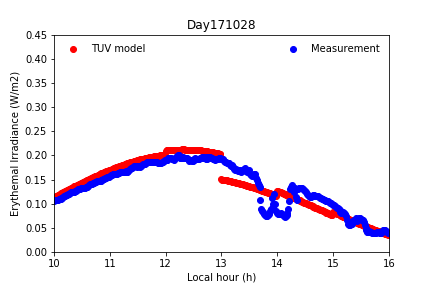 Day171028
TUV model
Measurement
Erythemal Irradiance (W/m2)
0.45
0.40
0.35
0.30
0.25
0.20
0.15
0.10
0.05
0.00
10 11 12 13 14 15 16
Local hour (h)